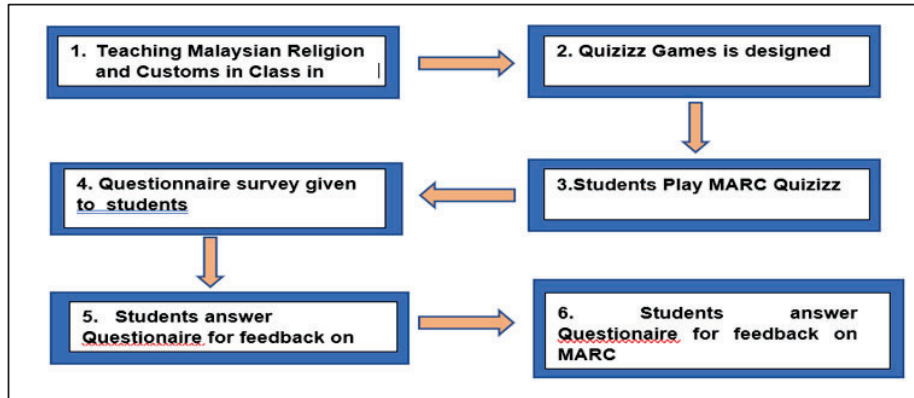 1. Teaching Malaysian Religion
and Customs in Class in
2. Quizizz Games is designed
3.Students Play MARC Quizizz
4. Questionnaire survey given
to students
5. Students answer
Questionaire for feedback on
6. Students answer
Questionaire for feedback on
MARC